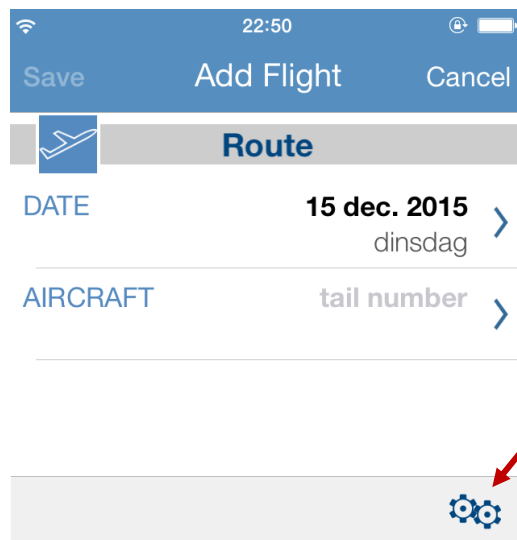 22:50
Save Add Flight Cancel
Route
DATE 15 dec. 2015
dinsdag
AIRCRAFT tail number